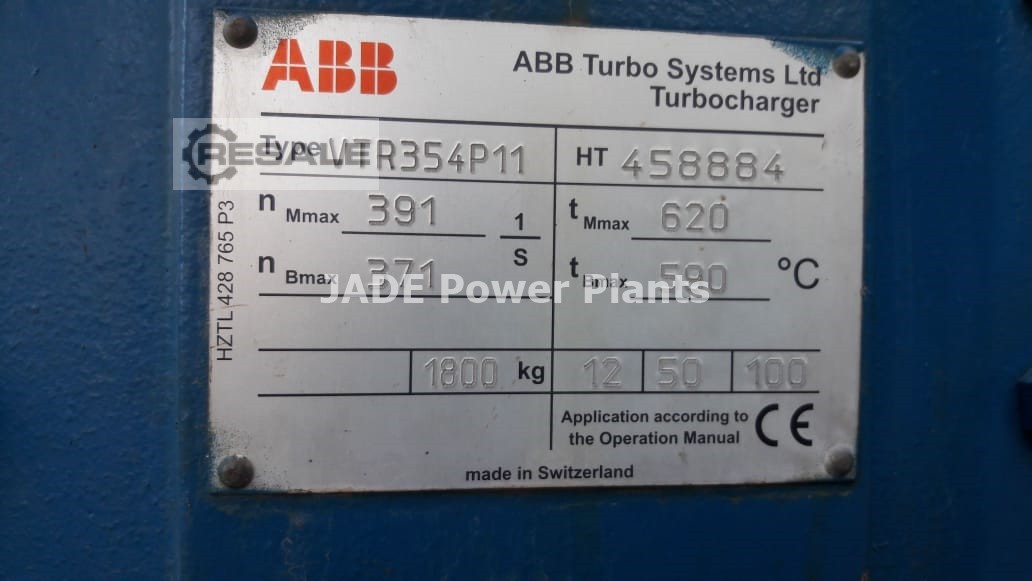 ABB
ABB Turbo Systems Ltd
Turbocharger
RESALE
Type VTR354P11
HT 458884
n Mmax 391
1/S
t Mmax 620
n Bmax 371
t Bmax 590 °C
JADE Power Plants
HZTL 428 765 P3
1800 kg 12 50 100
Application according to
the Operation Manual CE
made in Switzerland